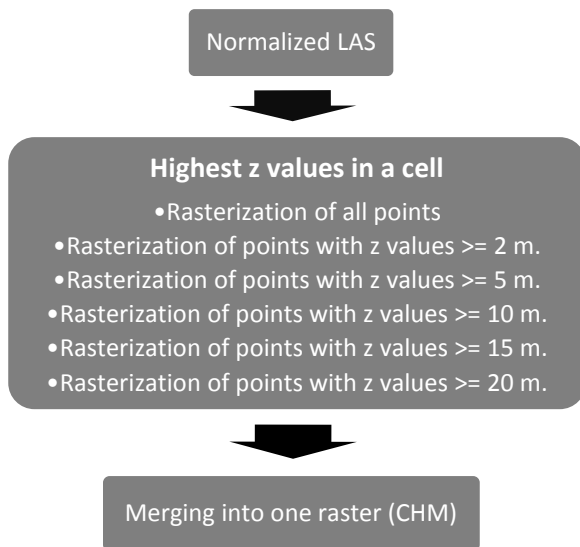 Normalized LAS
Highest z values in a cell
•Rasterization of all points
•Rasterization of points with z values >= 2 m.
•Rasterization of points with z values >= 5 m.
•Rasterization of points with z values >= 10 m.
•Rasterization of points with z values >= 15 m.
•Rasterization of points with z values >= 20 m.
Merging into one raster (CHM)